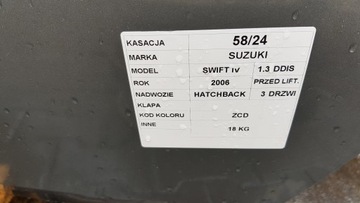 KASACJA 58/24
MARKA SUZUKI
MODEL SWIFT IV 1.3 DDIS
ROK 2006 PRZED LIFT.
NADWOZIE HATCHBACK 3 DRZWI
KLAPA
KOD KOLORU ZCD
INNE 18 KG